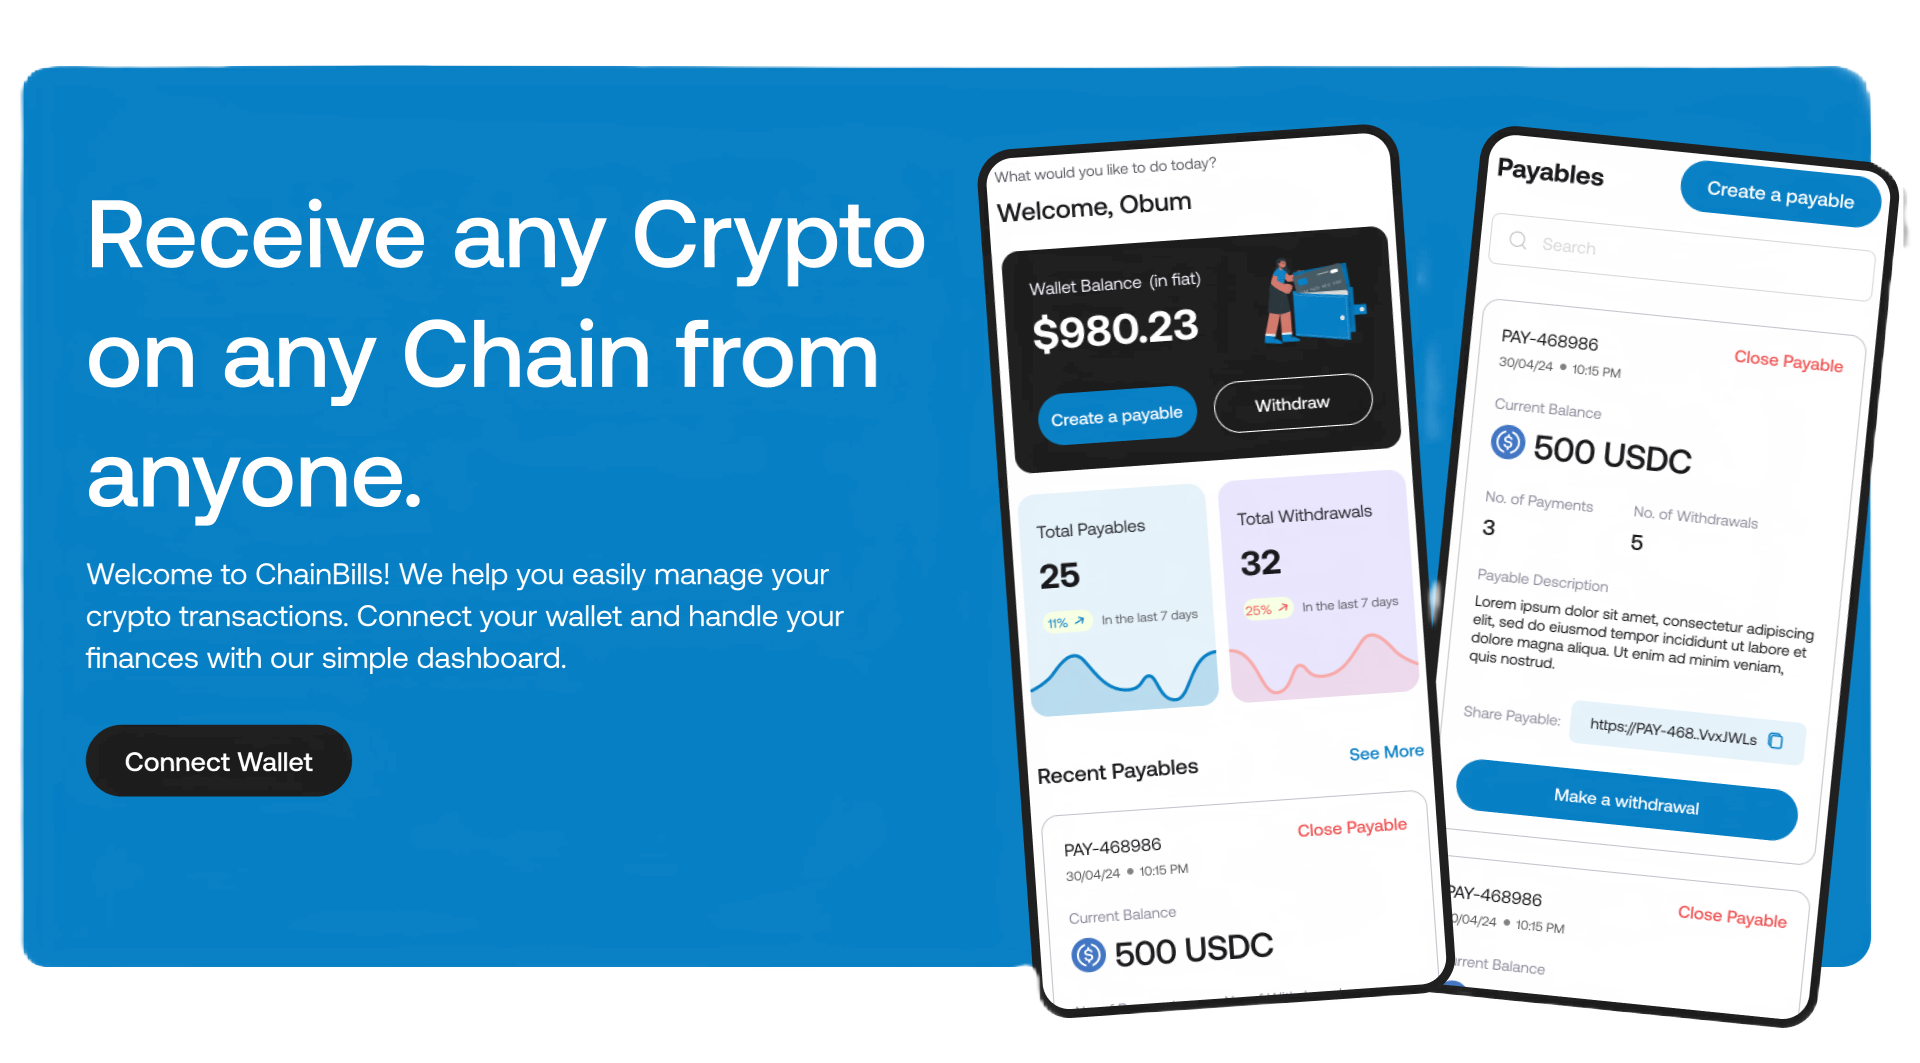 Receive any Crypto
on any Chain from
anyone.
Welcome to ChainBills! We help you easily manage your
crypto transactions. Connect your wallet and handle your
finances with our simple dashboard.
Connect Wallet
What would you like to do today?
Welcome, Obum
Wallet Balance (in fiat)
$980.23
Create a payable
Withdraw
Total Payables
25
11% In the last 7 days
Total Withdrawals
32
25% In the last 7 days
Recent Payables
See More
PAY-468986
Close Payable
30/04/24 • 10:15 PM
Current Balance
500 USDC
Payables
Create a payable
Search
PAY-468986
Close Payable
30/04/24 • 10:15 PM
Current Balance
500 USDC
No. of Payments
3
No. of Withdrawals
5
Payable Description
Lorem ipsum dolor sit amet, consectetur adipiscing
elit, sed do eiusmod tempor incididunt ut labore et
dolore magna aliqua. Ut enim ad minim veniam,
quis nostrud.
Share Payable:
https://PAY-468..VvxJWLs
Make a withdrawal
PAY-468986
Close Payable
0/04/24 • 10:15 PM
rrent Balance